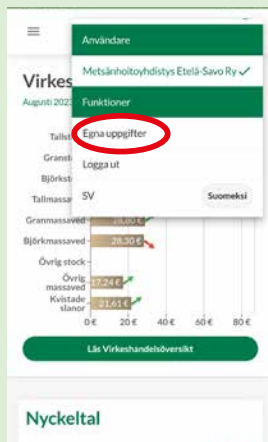 Användare
Metsänhoitoyhdistys Etelä-Savo Ry
Virkes
Augusti 202
Funktioner
Egna uppgifter
Logga ut
SV Suomeksi
Tallst
Granst
Björkst
Tallmassa
Granmassaved 28,80 €
Björkmassaved 28,30 €
Övrig stock
Övrig massaved 17,24 €
Kvistade slanor 21,61 €
0 € 20 € 40 € 60 € 80 €
Läs Virkeshandelsöversikt
Nyckeltal